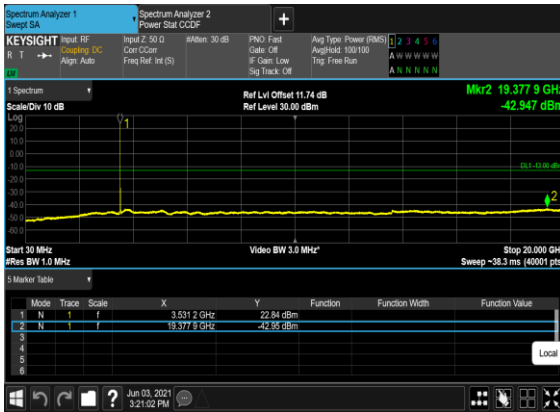 Spectrum Analyzer 1
Swept SA
Spectrum Analyzer 2
Power Stat CCDF
KEYSIGHT
R T
Input: RF
Coupling: DC
Align: Auto
Input Z: 50 Ω
Corr CCorr
Freq Ref: Int (S)
#Atten: 30 dB
PNO: Fast
Gate: Off
IF Gain: Low
Sig Track: Off
Avg Type: Power (RMS)
Avg|Hold: 100/100
Trig: Free Run
1 2 3 4 5 6
A W W W W W
A N N N N N
1 Spectrum
Scale/Div 10 dB
Ref Lvl Offset 11.74 dB
Ref Level 30.00 dBm
Mkr2 19.377 9 GHz
-42.947 dBm
Log
20.0
10.0
0.00
-10.0
-20.0
-30.0
-40.0
-50.0
-60.0
1
DL1 -13.00 dBm
2
Start 30 MHz
#Res BW 1.0 MHz
Video BW 3.0 MHz*
Stop 20.000 GHz
Sweep ~38.3 ms (40001 pts)
5 Marker Table
Mode Trace Scale X Y Function Function Width Function Value
1 N 1 f 3.531 2 GHz 22.84 dBm
2 N 1 f 19.377 9 GHz -42.95 dBm
3
4
5
6
Local
?
Jun 03, 2021
3:21:02 PM